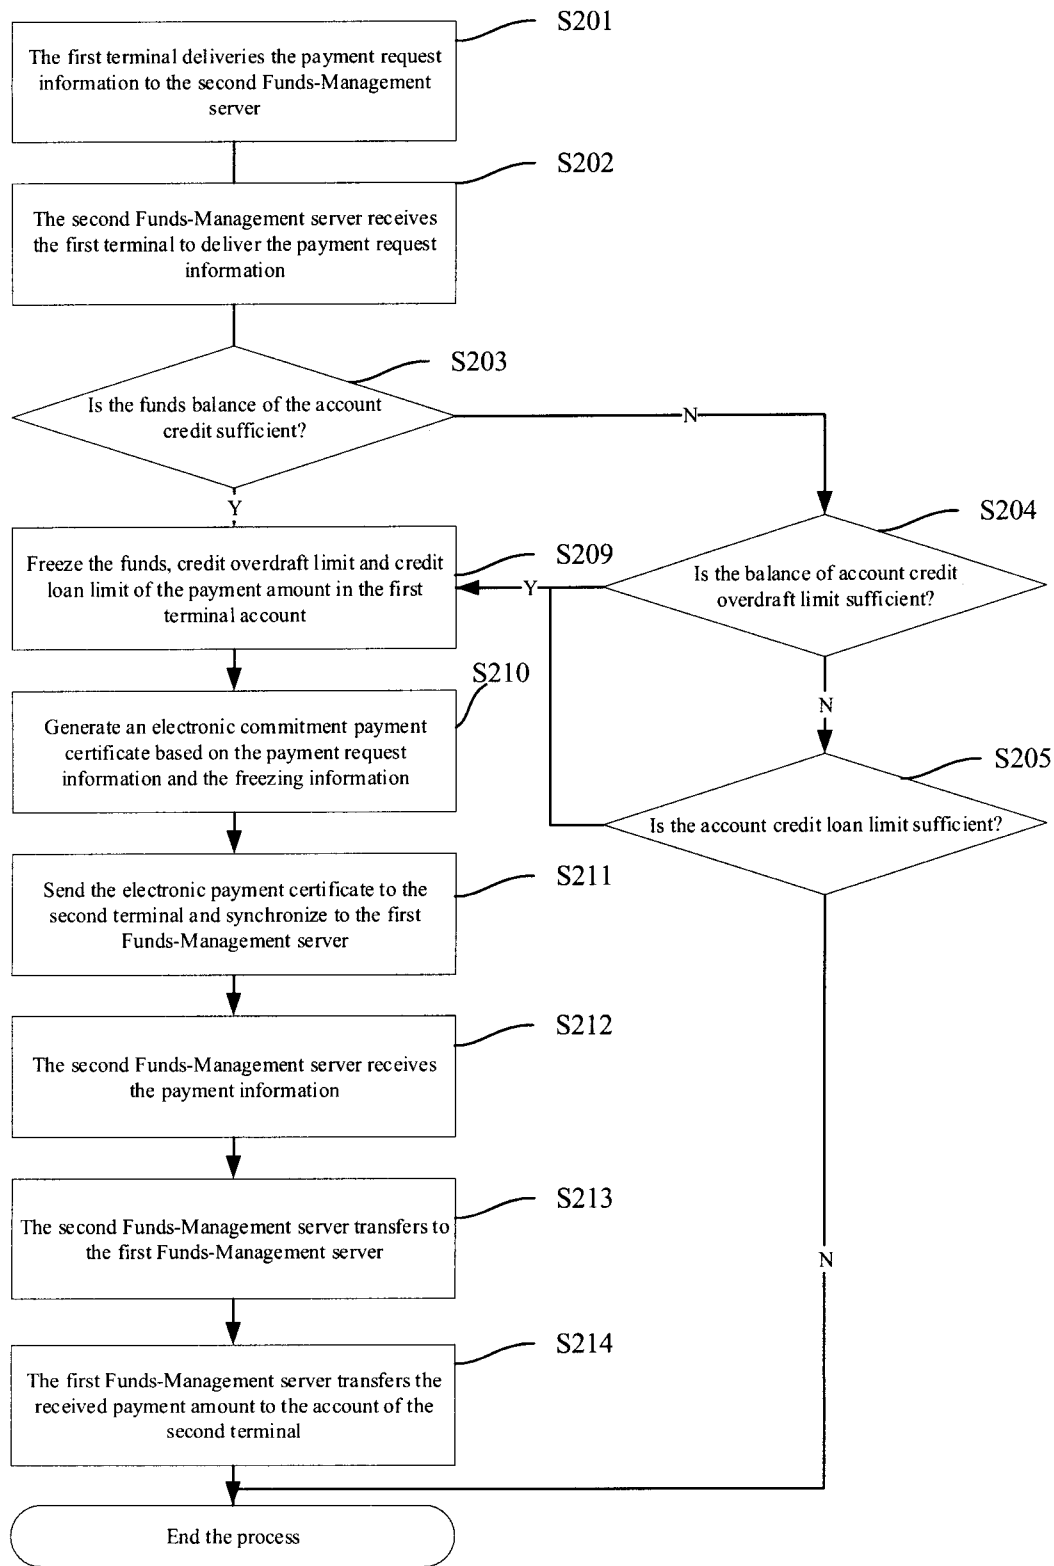 S201
The first terminal deliveries the payment request
information to the second Funds-Management
server
S202
The second Funds-Management server receives
the first terminal to deliver the payment request
information
S203
Is the funds balance of the account
credit sufficient?
N
Y
S204
Is the balance of account credit
overdraft limit sufficient?
Y
N
S209
Freeze the funds, credit overdraft limit and credit
loan limit of the payment amount in the first
terminal account
S205
Is the account credit loan limit sufficient?
N
S210
Generate an electronic commitment payment
certificate based on the payment request
information and the freezing information
S211
Send the electronic payment certificate to the
second terminal and synchronize to the first
Funds-Management server
S212
The second Funds-Management server receives
the payment information
S213
The second Funds-Management server transfers to
the first Funds-Management server
S214
The first Funds-Management server transfers the
received payment amount to the account of the
second terminal
End the process